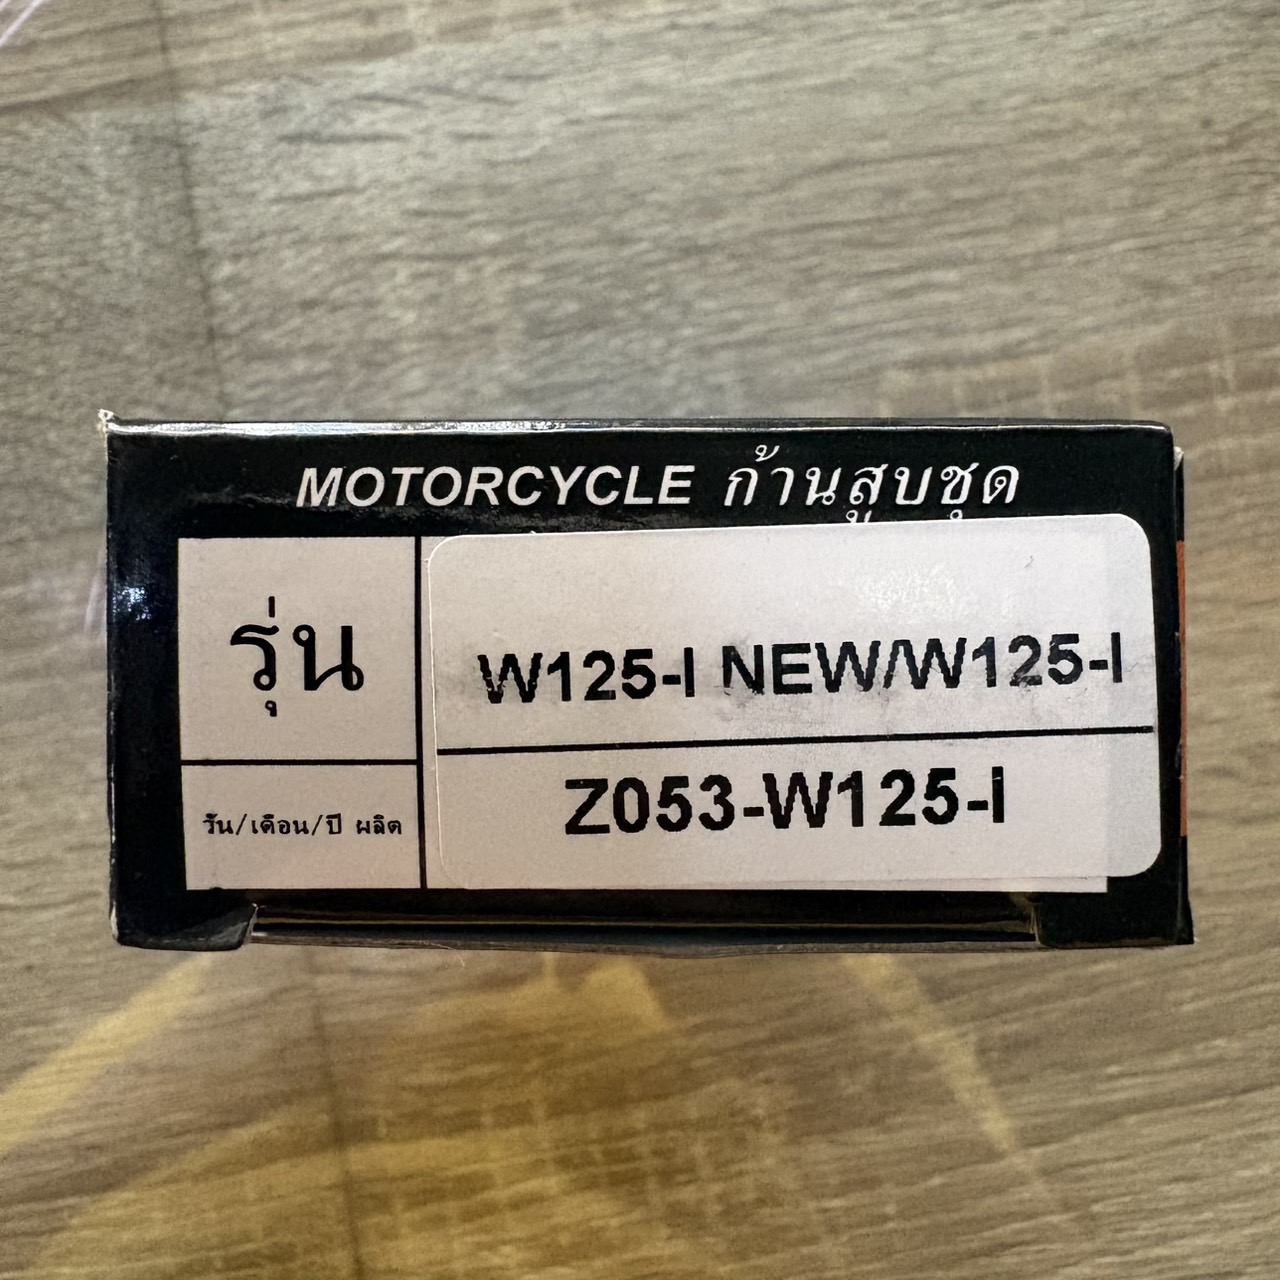 MOTORCYCLE ก้านสูบชุด
รุ่น
W125-I NEW/W125-I
วัน/เดือน/ปี ผลิต
Z053-W125-I